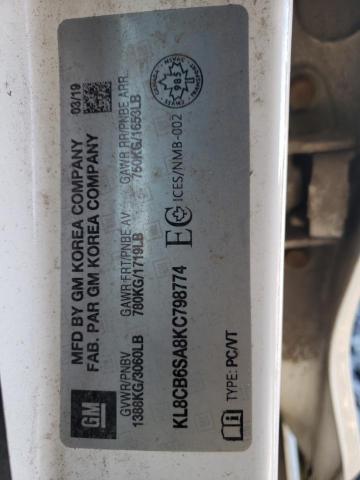 GM
MFD BY GM KOREA COMPANY
FAB. PAR GM KOREA COMPANY
03/19
GVWR/PNBV
1388KG/3060LB
GAWR FRT/PNBE AV
780KG/1719LB
GAWR RR/PNBE ARR
750KG/1653LB
KL8CB6SA8KC798774
ICES/NMB-002
985
TYPE: PC/VT